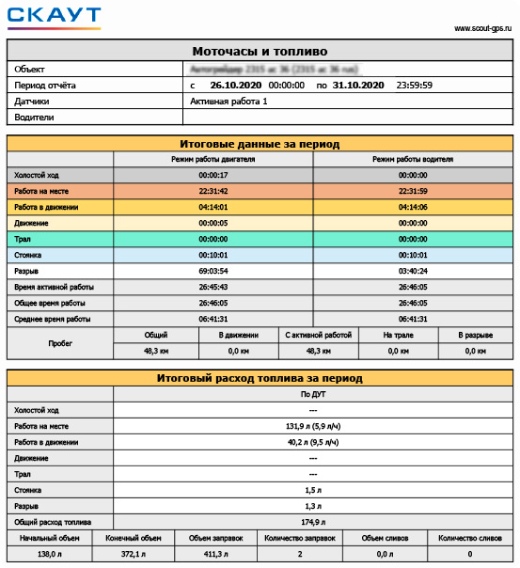 СКАУТ
www.scout-gps.ru
Моточасы и топливо
Объект
Период отчёта с 26.10.2020 00:00:00 по 31.10.2020 23:59:59
Датчики Активная работа 1
Водители
Итоговые данные за период
Режим работы двигателя Режим работы водителя
Холостой ход 00:00:17 00:00:00
Работа на месте 22:31:42 22:31:59
Работа в движении 04:14:01 04:14:06
Движение 00:00:05 00:00:00
Трал 00:00:00 00:00:00
Стоянка 00:10:01 00:10:01
Разрыв 69:03:54 03:40:24
Время активной работы 26:45:43 26:46:05
Общее время работы 26:46:05 26:46:05
Среднее время работы 06:41:31 06:41:31
Пробег Общий В движении С активной работой На трале В разрыве
48,3 км 0,0 км 48,3 км 0,0 км 0,0 км
Итоговый расход топлива за период
По ДУТ
Холостой ход ---
Работа на месте 131,9 л (5,9 л/ч)
Работа в движении 40,2 л (9,5 л/ч)
Движение ---
Трал ---
Стоянка 1,5 л
Разрыв 1,3 л
Общий расход топлива 174,9 л
Начальный объем Конечный объем Объем заправок Количество заправок Объем сливов Количество сливов
138,0 л 372,1 л 411,3 л 2 0,0 л 0